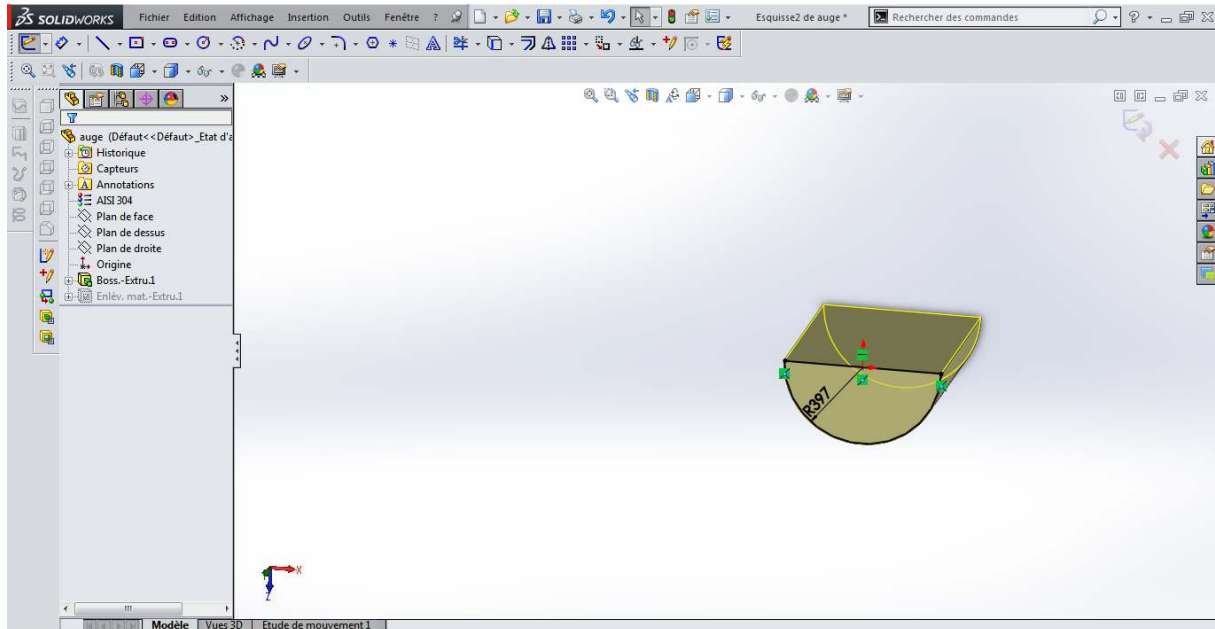 SOLIDWORKS Fichier Edition Affichage Insertion Outils Fenêtre ? Esquisse2 de auge * Rechercher des commandes
auge (Défaut<<Défaut>_Etat d'a
Historique
Capteurs
Annotations
AISI 304
Plan de face
Plan de dessus
Plan de droite
Origine
Boss.-Extru.1
Enlèv. mat.-Extru.1
R397
X
Z
Modèle Vues 3D Etude de mouvement 1